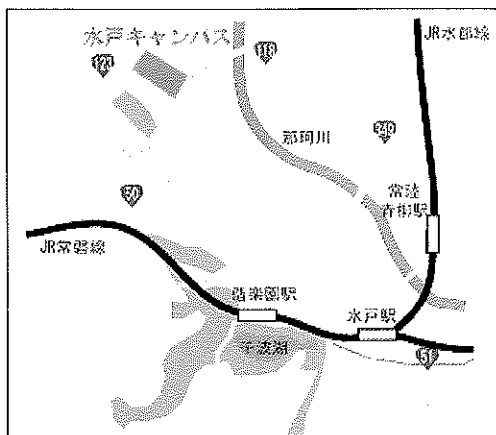 水戸キャンパス
JR水郡線
118
123
349
那珂川
50
常陸
青柳駅
JR常磐線
偕楽園駅
水戸駅
千波湖
51